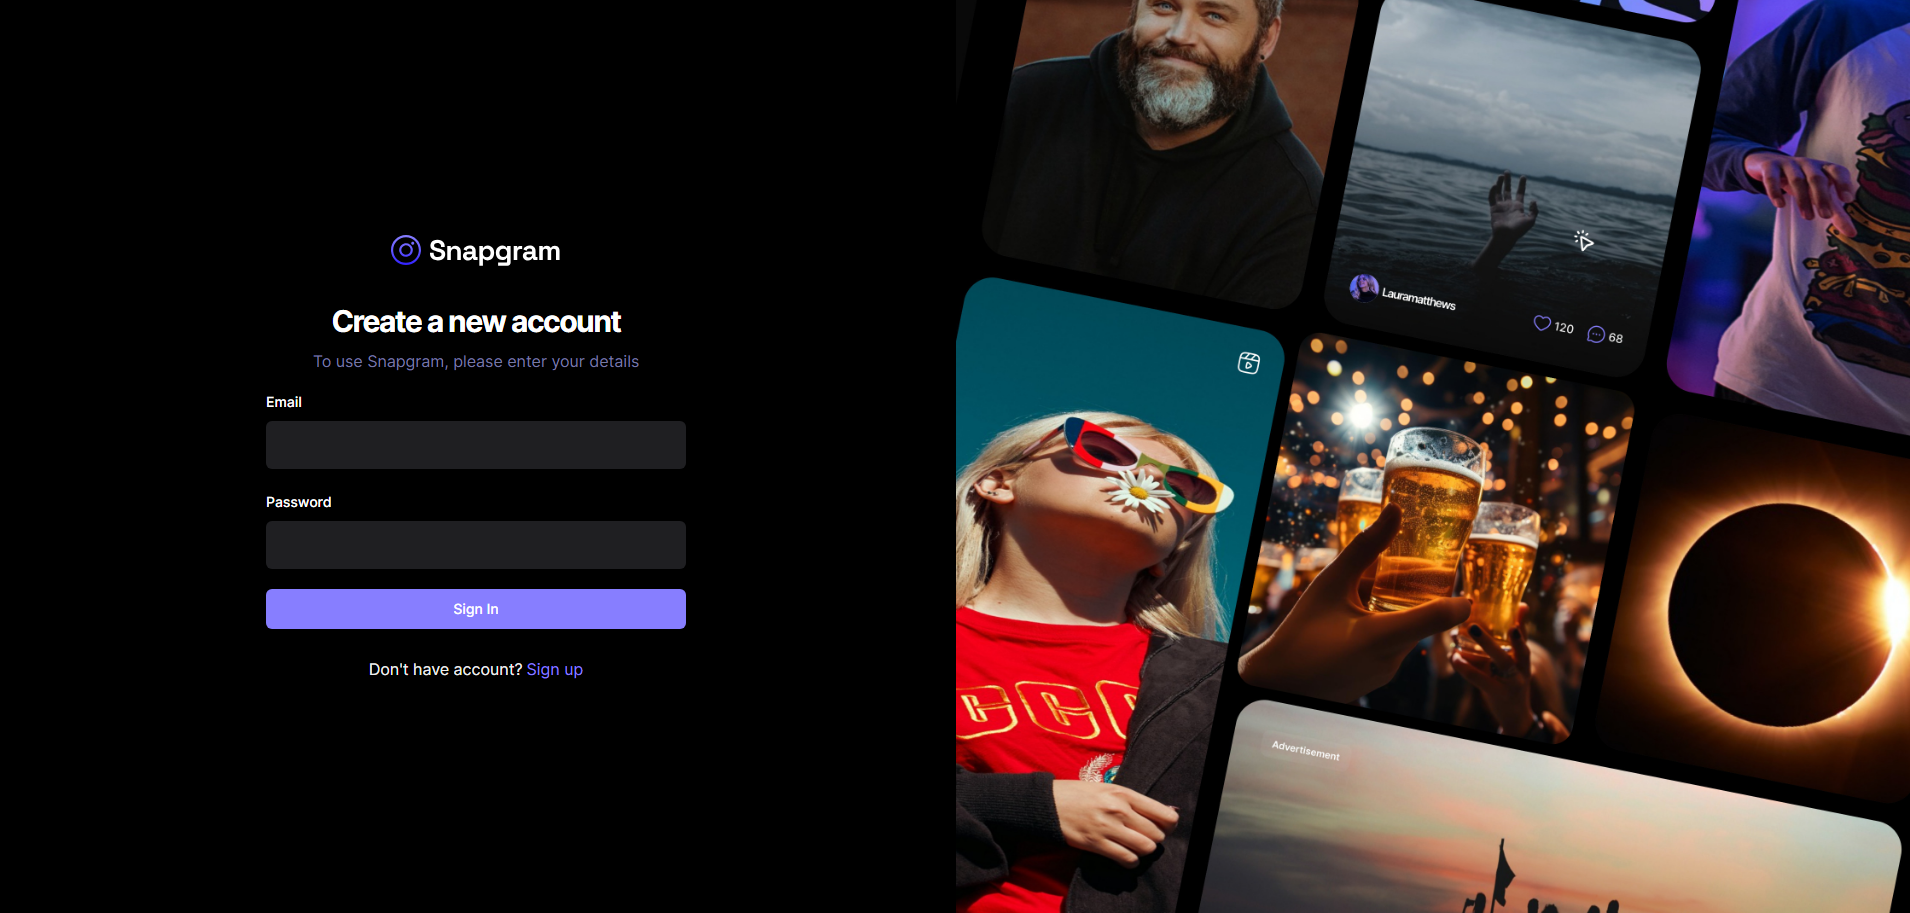 Snapgram
Create a new account
To use Snapgram, please enter your details
Email
Password
Sign In
Don't have account? Sign up
Lauramatthews
120
68
Advertisement